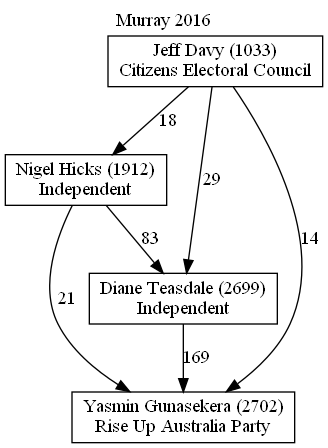 Murray 2016
Jeff Davy (1033)
Citizens Electoral Council
18
Nigel Hicks (1912)
Independent
29
83
14
Diane Teasdale (2699)
Independent
21
169
Yasmin Gunasekera (2702)
Rise Up Australia Party